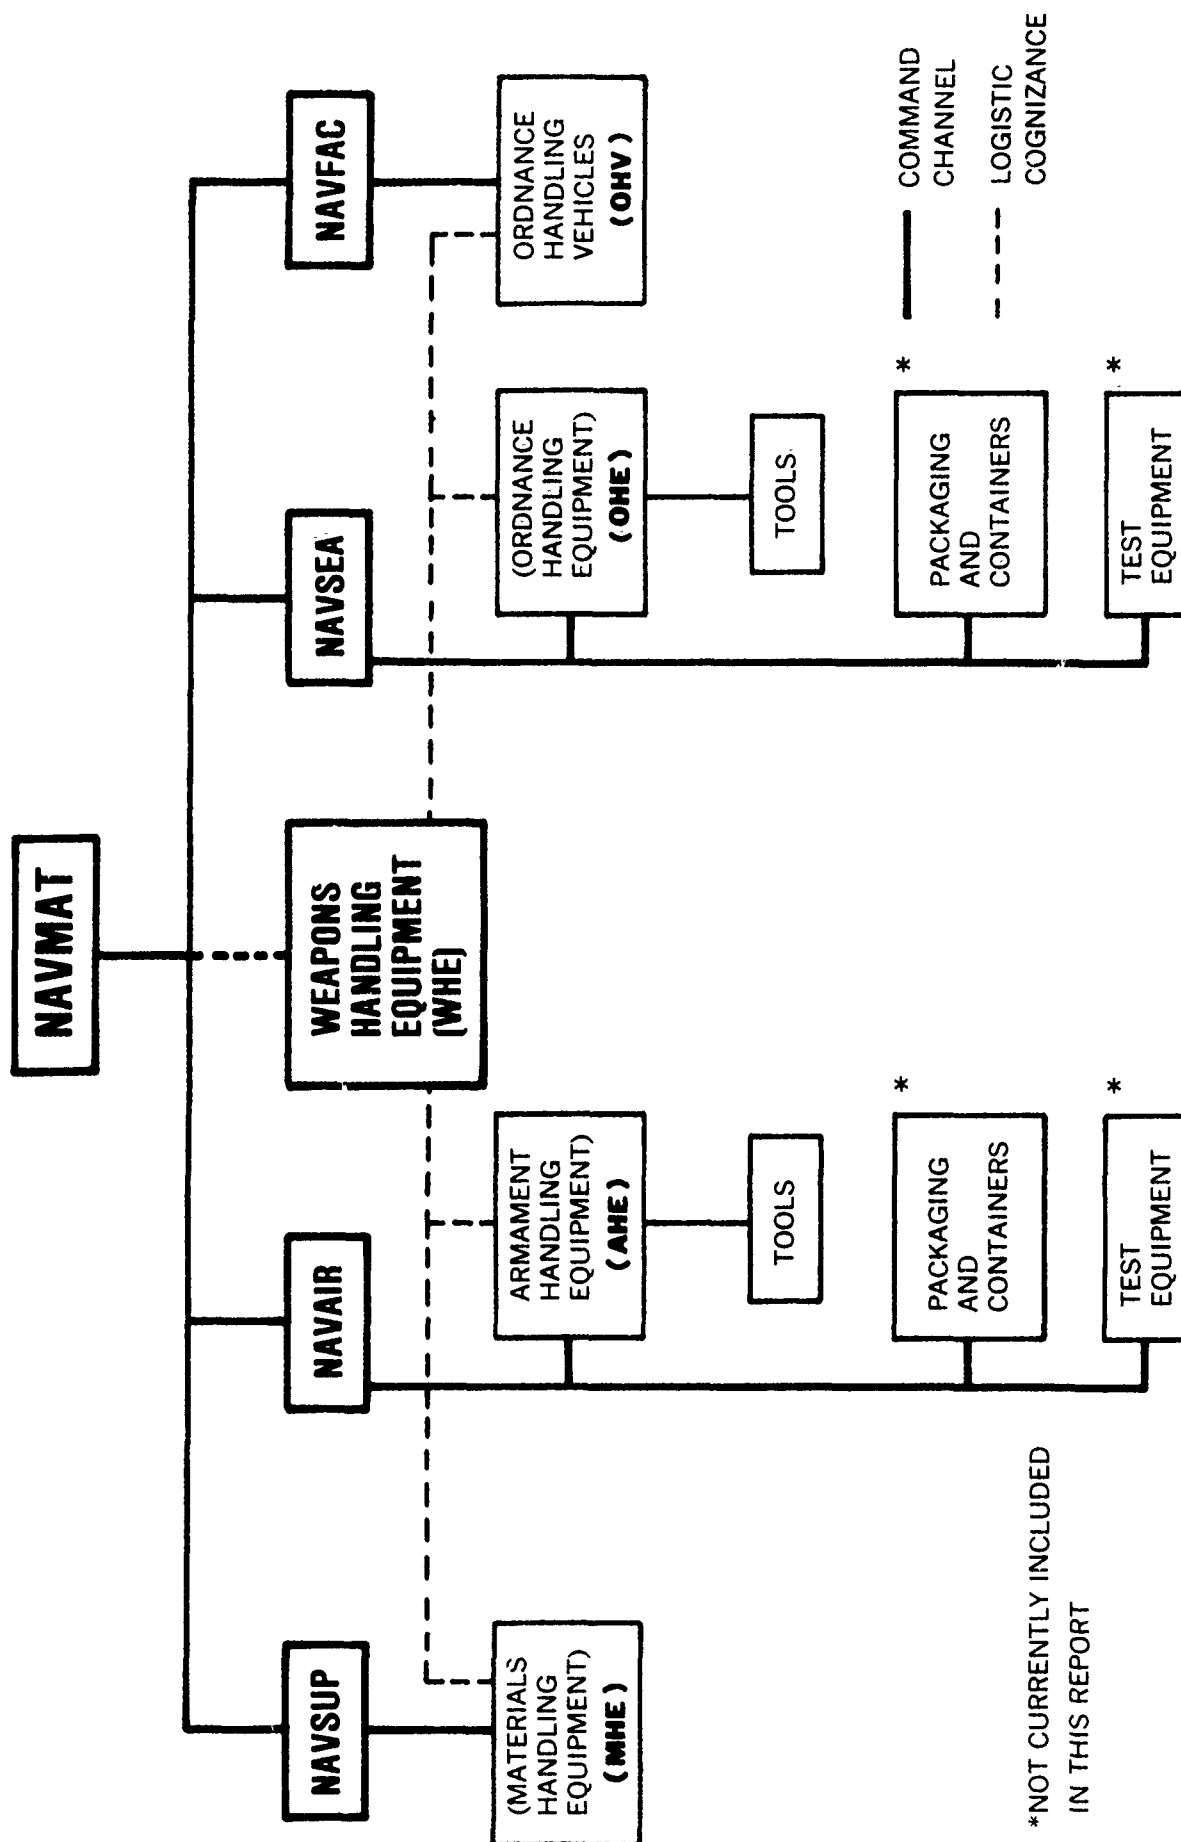 NAVMAT
NAVSUP
NAVAIR
WEAPONS
HANDLING
EQUIPMENT
(WHE)
NAVSEA
NAVFAC
(MATERIALS
HANDLING
EQUIPMENT)
(MHE)
ARMAMENT
HANDLING
EQUIPMENT)
(AHE)
(ORDNANCE
HANDLING
EQUIPMENT)
(OHE)
ORDNANCE
HANDLING
VEHICLES
(OHV)
TOOLS
TOOLS
*
PACKAGING
AND
CONTAINERS
*
PACKAGING
AND
CONTAINERS
COMMAND
CHANNEL
LOGISTIC
COGNIZANCE
*
TEST
EQUIPMENT
*
TEST
EQUIPMENT
*NOT CURRENTLY INCLUDED
IN THIS REPORT